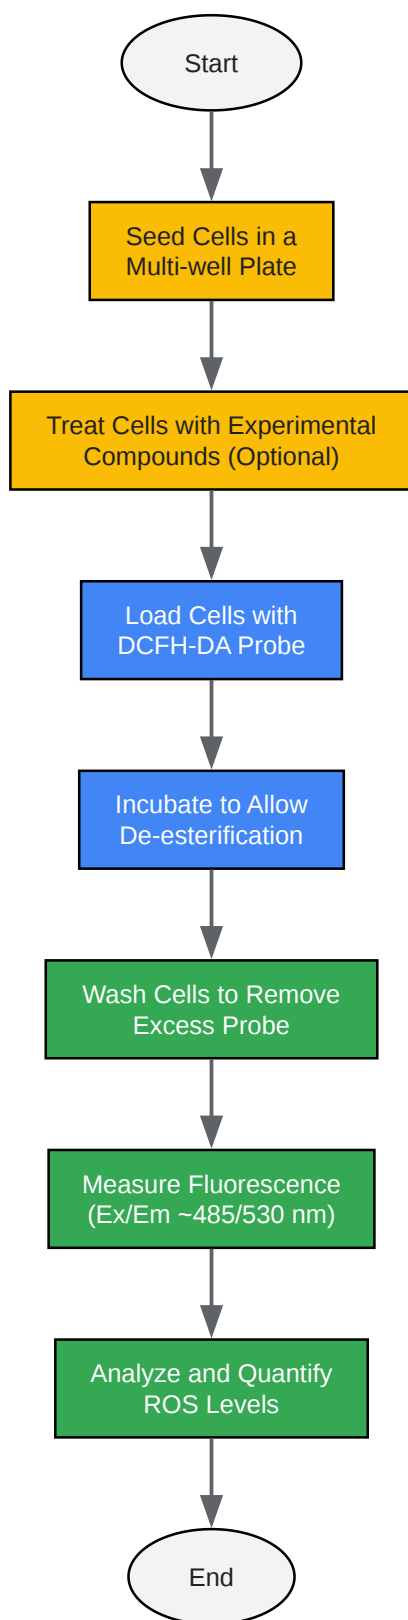 Start
Seed Cells in a
Multi-well Plate
Treat Cells with Experimental
Compounds (Optional)
Load Cells with
DCFH-DA Probe
Incubate to Allow
De-esterification
Wash Cells to Remove
Excess Probe
Measure Fluorescence
(Ex/Em ~485/530 nm)
Analyze and Quantify
ROS Levels
End